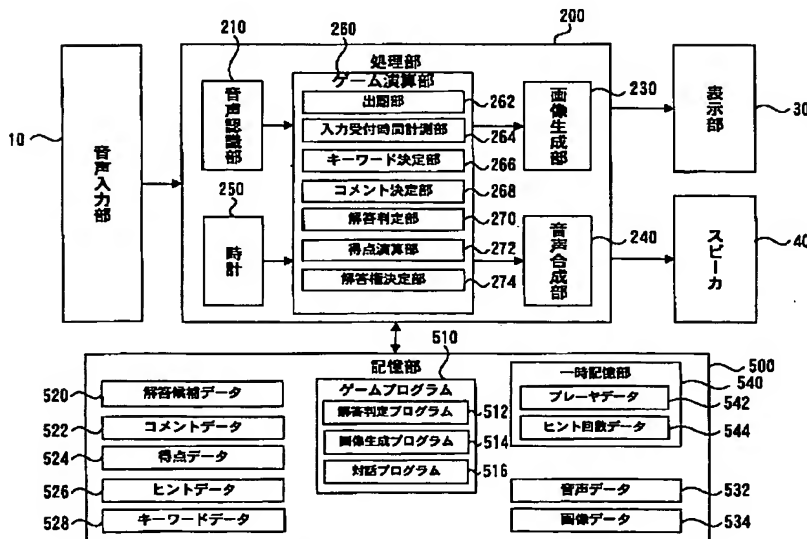 200
210
260
処理部
ゲーム演算部
230
10
音声入力部
音声認識部
出題部
262
入力受付時間計測部
264
キーワード決定部
266
コメント決定部
268
解答判定部
270
得点演算部
272
解答権決定部
274
画像生成部
表示部
30
250
時計
240
音声合成部
スピーカ
40
510
記憶部
500
520
解答候補データ
522
コメントデータ
524
得点データ
526
ヒントデータ
528
キーワードデータ
ゲームプログラム
解答判定プログラム
512
画像生成プログラム
514
対話プログラム
516
一時記憶部
540
プレーヤデータ
542
ヒント回数データ
544
音声データ
532
画像データ
534